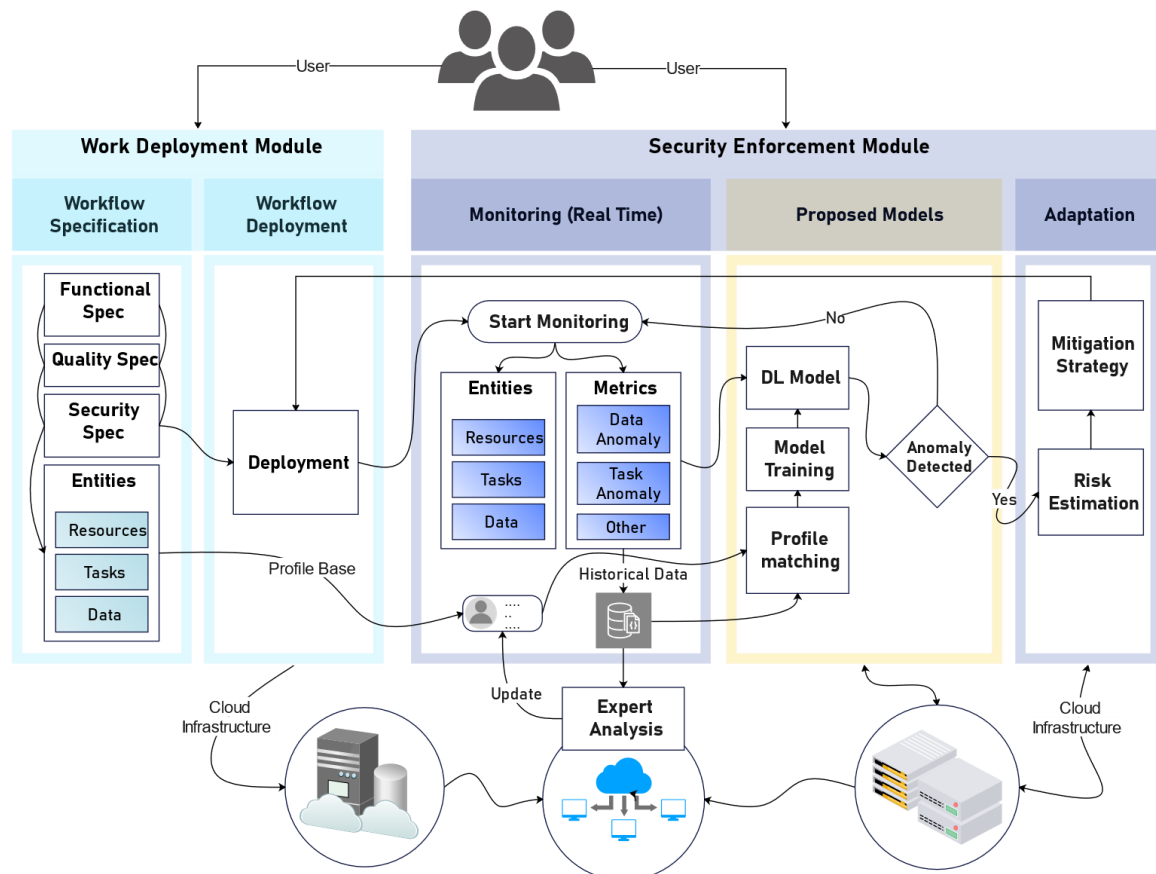 User
User
Work Deployment Module
Security Enforcement Module
Workflow
Specification
Workflow
Deployment
Monitoring (Real Time)
Proposed Models
Adaptation
Functional
Spec
Quality Spec
Security
Spec
Entities
Resources
Tasks
Data
Deployment
Profile Base
Start Monitoring
Entities
Resources
Tasks
Data
Metrics
Data
Anomaly
Task
Anomaly
Other
Historical Data
....
..
....
{}
No
DL Model
Model
Training
Profile
matching
Anomaly
Detected
Yes
Mitigation
Strategy
Risk
Estimation
Cloud
Infrastructure
Update
Expert
Analysis
Cloud
Infrastructure